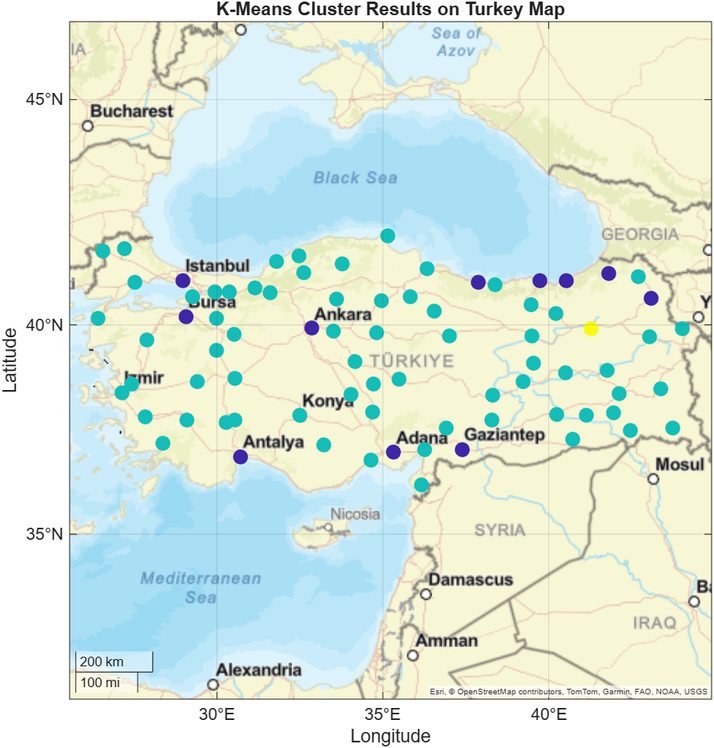 K-Means Cluster Results on Turkey Map
Sea of
Azov
IA
45°N
Bucharest
Black Sea
GEORGIA
Istanbul
Bursa
Ankara
Y
40°N
TÜRKIYE
Izmir
Konya
Antalya
Adana
Gaziantep
Mosul
Nicosia
35°N
SYRIA
Mediterranean
Sea
Damascus
Ba
IRAQ
Amman
200 km
100 mi
Alexandria
Esri, © OpenStreetMap contributors, TomTom, Garmin, FAO, NOAA, USGS
30°E
35°E
40°E
Longitude
Latitude